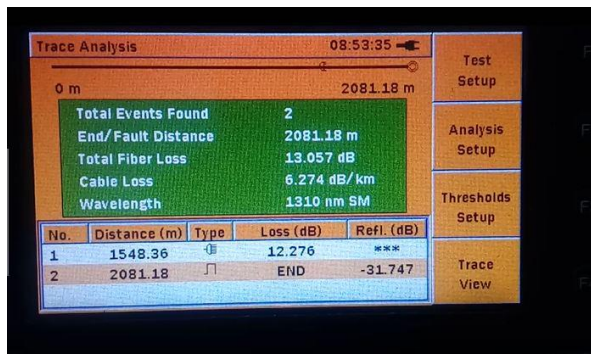 Trace Analysis 08:53:35
0 m 2081.18 m
Total Events Found 2
End/Fault Distance 2081.18 m
Total Fiber Loss 13.057 dB
Cable Loss 6.274 dB/km
Wavelength 1310 nm SM
No. Distance (m) Type Loss (dB) Refl. (dB)
1 1548.36 12.276 ***
2 2081.18 END -31.747
Test
Setup
Analysis
Setup
Thresholds
Setup
Trace
View
F
F
F
F